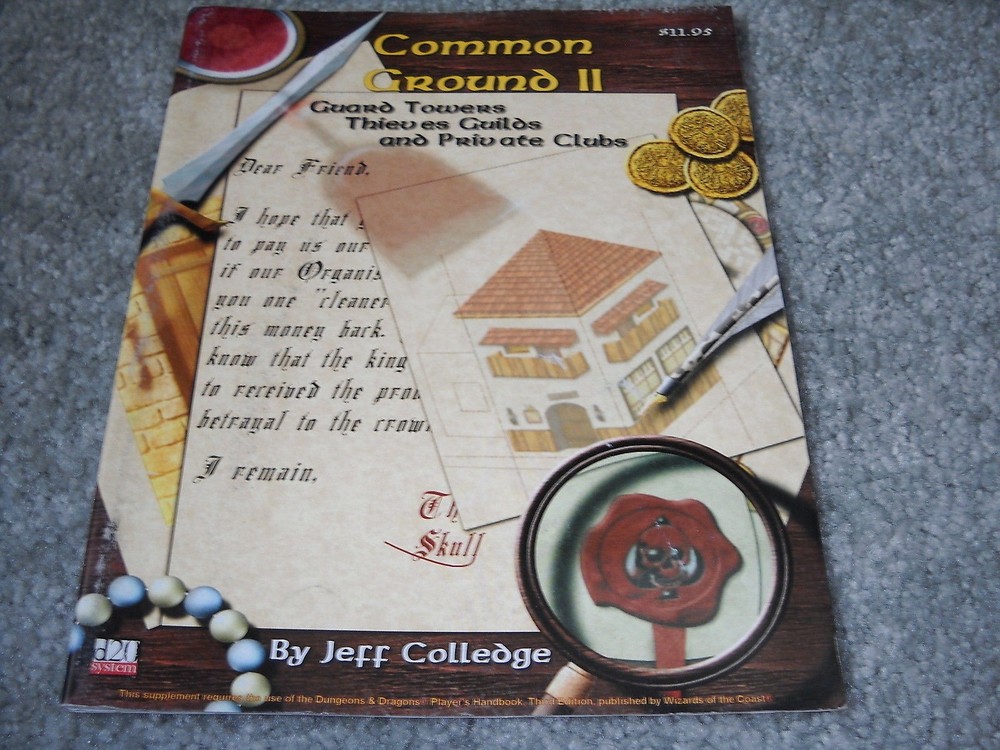 $11.95
Common
Ground II
Guard Towers
Thieves Guilds
and Private Clubs
Dear Friend,
I hope that
to pay us our
if our
you one "cleaner
this money back.
know that the king
to received the
betrayal to the
I remain,
Skull
d20
system
By Jeff Colledge
This supplement requires the use of the Dungeons & Dragons® Player's Handbook, Third Edition, published by Wizards of the Coast®